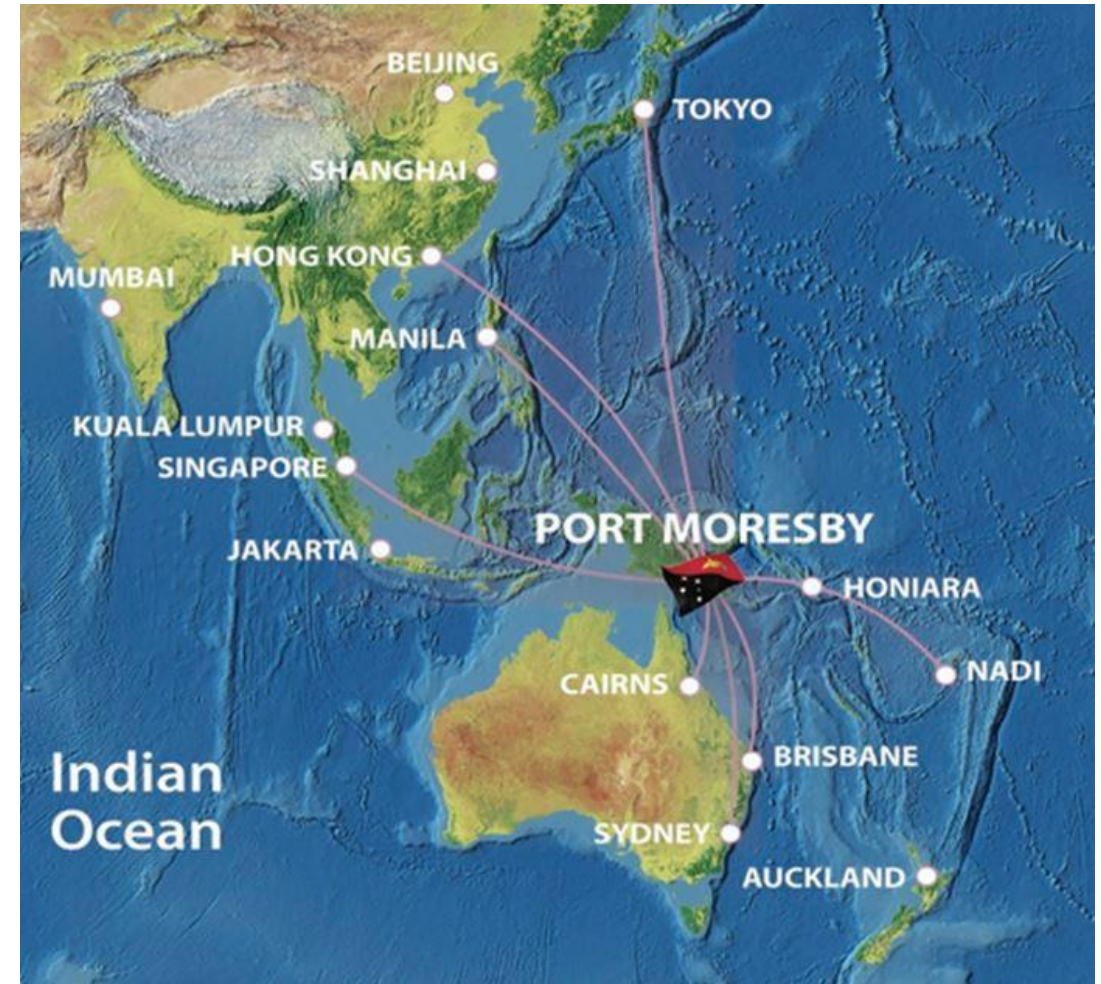 BEIJING
TOKYO
SHANGHAI
HONG KONG
MUMBAI
MANILA
KUALA LUMPUR
SINGAPORE
PORT MORESBY
JAKARTA
HONIARA
NADI
CAIRNS
BRISBANE
Indian
Ocean
SYDNEY
AUCKLAND